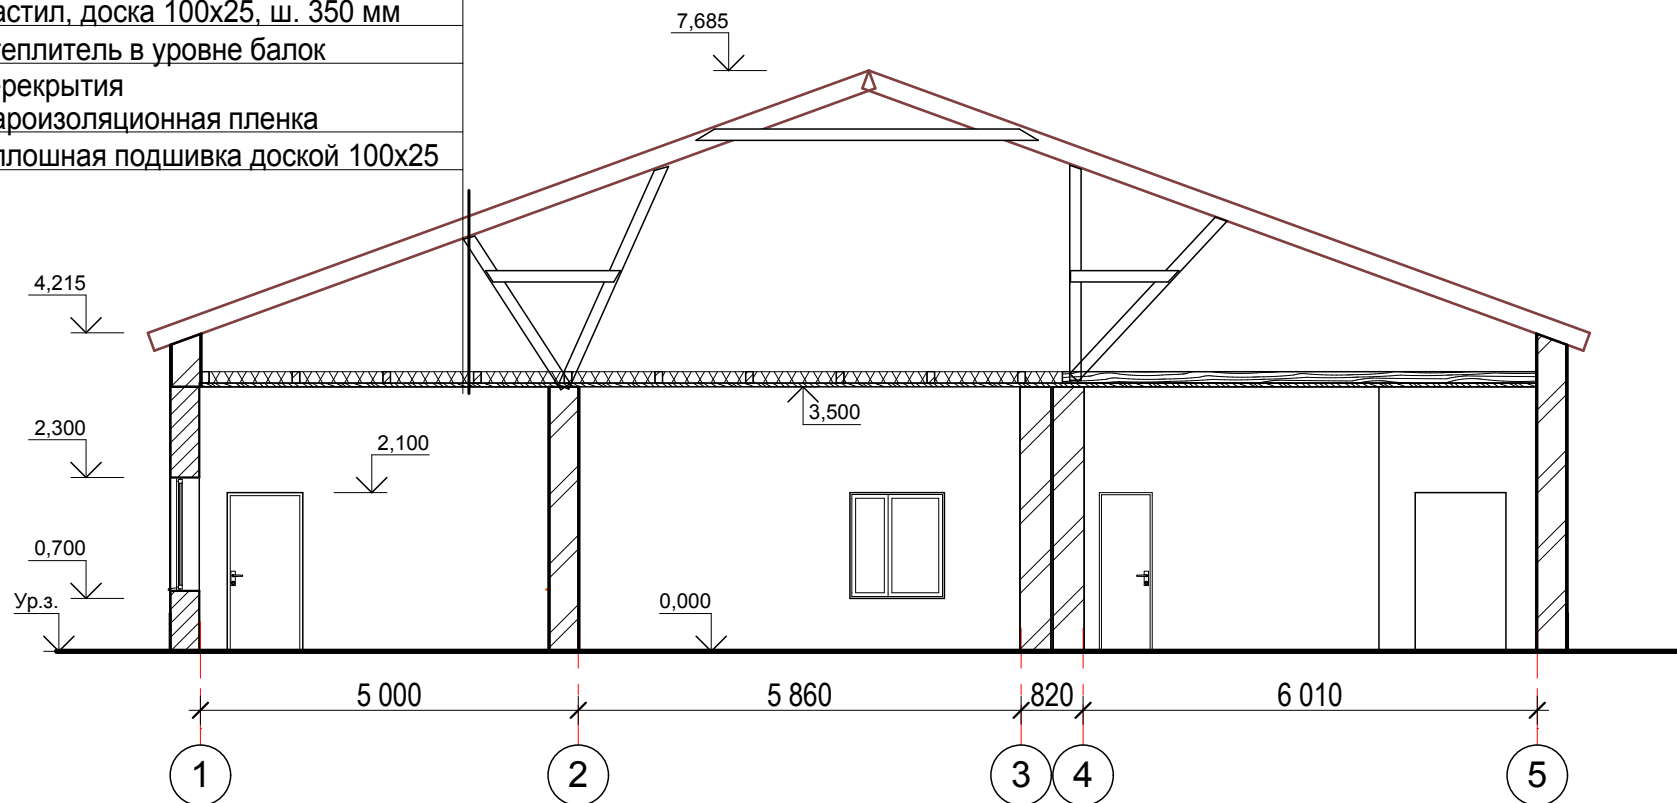 астил, доска 100х25, ш. 350 мм
теплитель в уровне балок
рекрытия
ароизоляционная пленка
плошная подшивка доской 100х25
7,685
4,215
2,300
2,100
3,500
0,700
Ур.з.
0,000
5 000
5 860
820
6 010
1
2
3
4
5